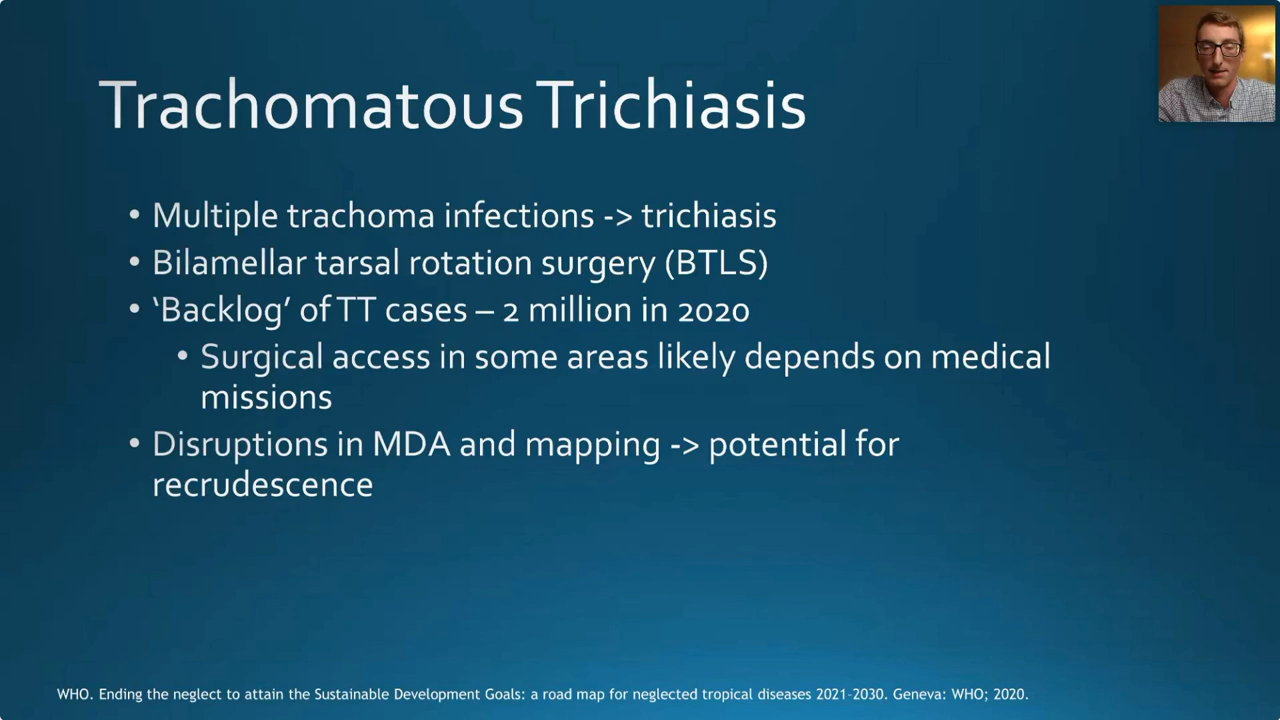 Trachomatous Trichiasis
• Multiple trachoma infections -> trichiasis
• Bilamellar tarsal rotation surgery (BTLS)
• ‘Backlog’ of TT cases – 2 million in 2020
• Surgical access in some areas likely depends on medical
missions
• Disruptions in MDA and mapping -> potential for
recrudescence
WHO. Ending the neglect to attain the Sustainable Development Goals: a road map for neglected tropical diseases 2021–2030. Geneva: WHO; 2020.